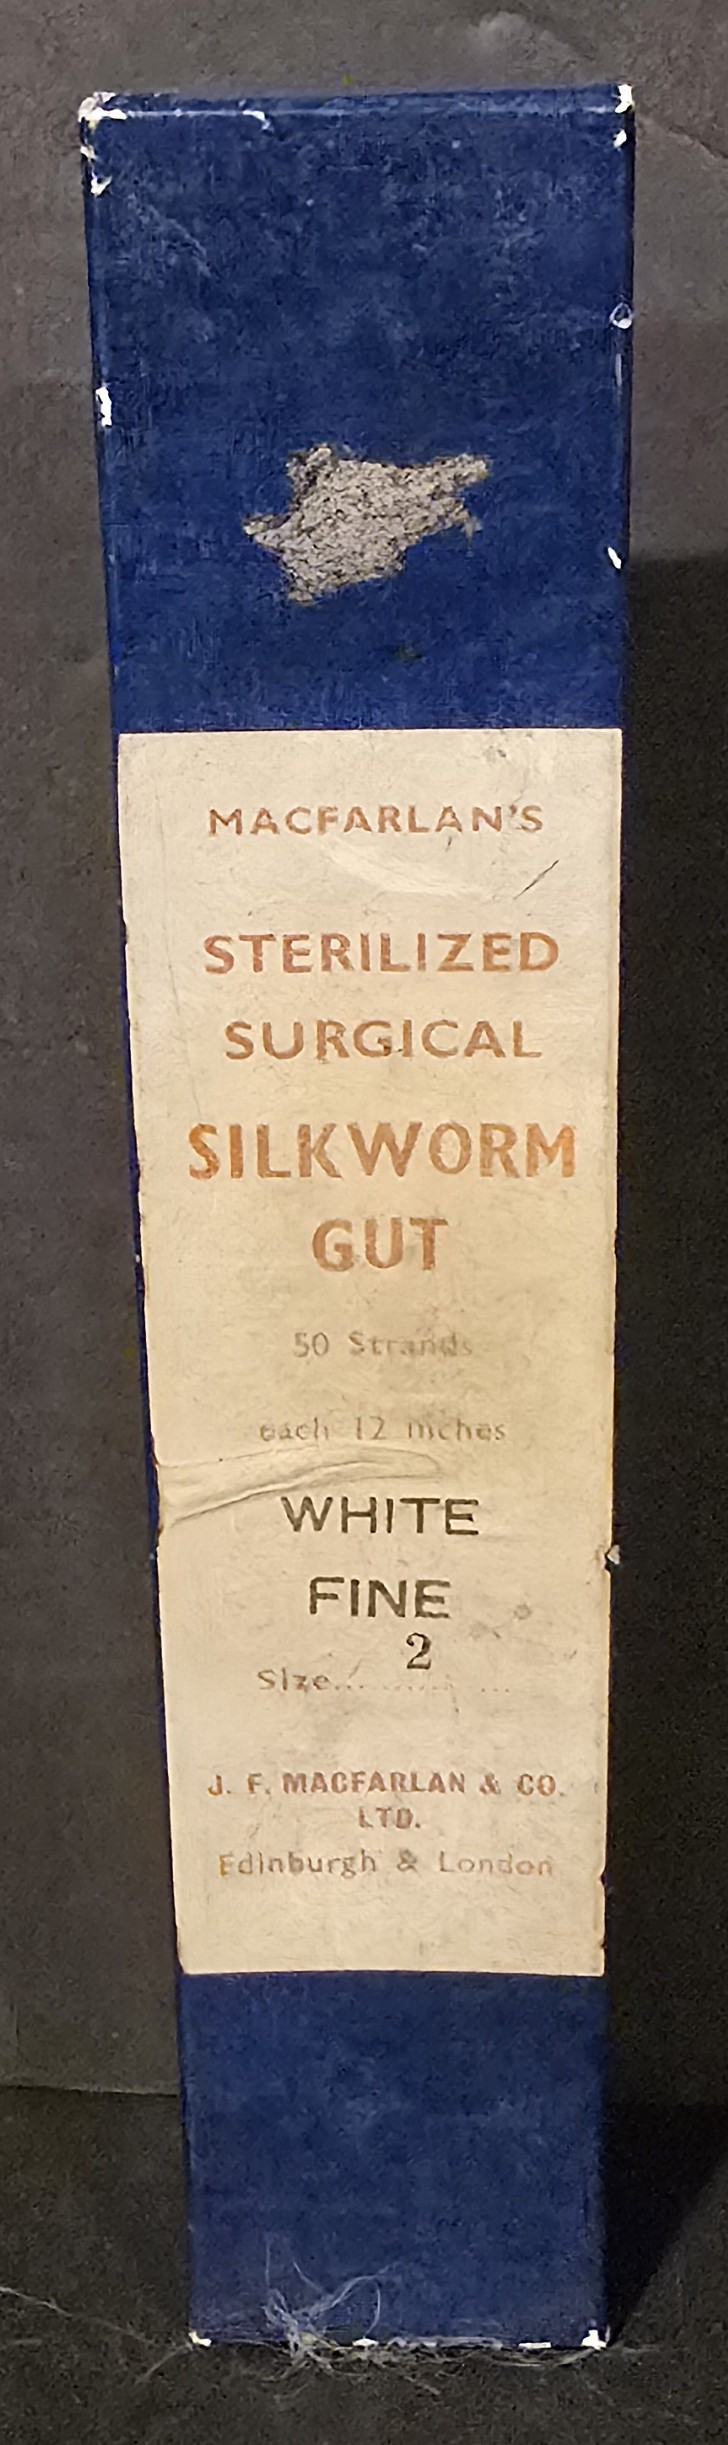 MACFARLAN'S
STERILIZED
SURGICAL
SILKWORM
GUT
50 Strands
each 12 inches
WHITE
FINE
2
Size.................
J. F. MACFARLAN & CO.
LTD.
Edinburgh & London